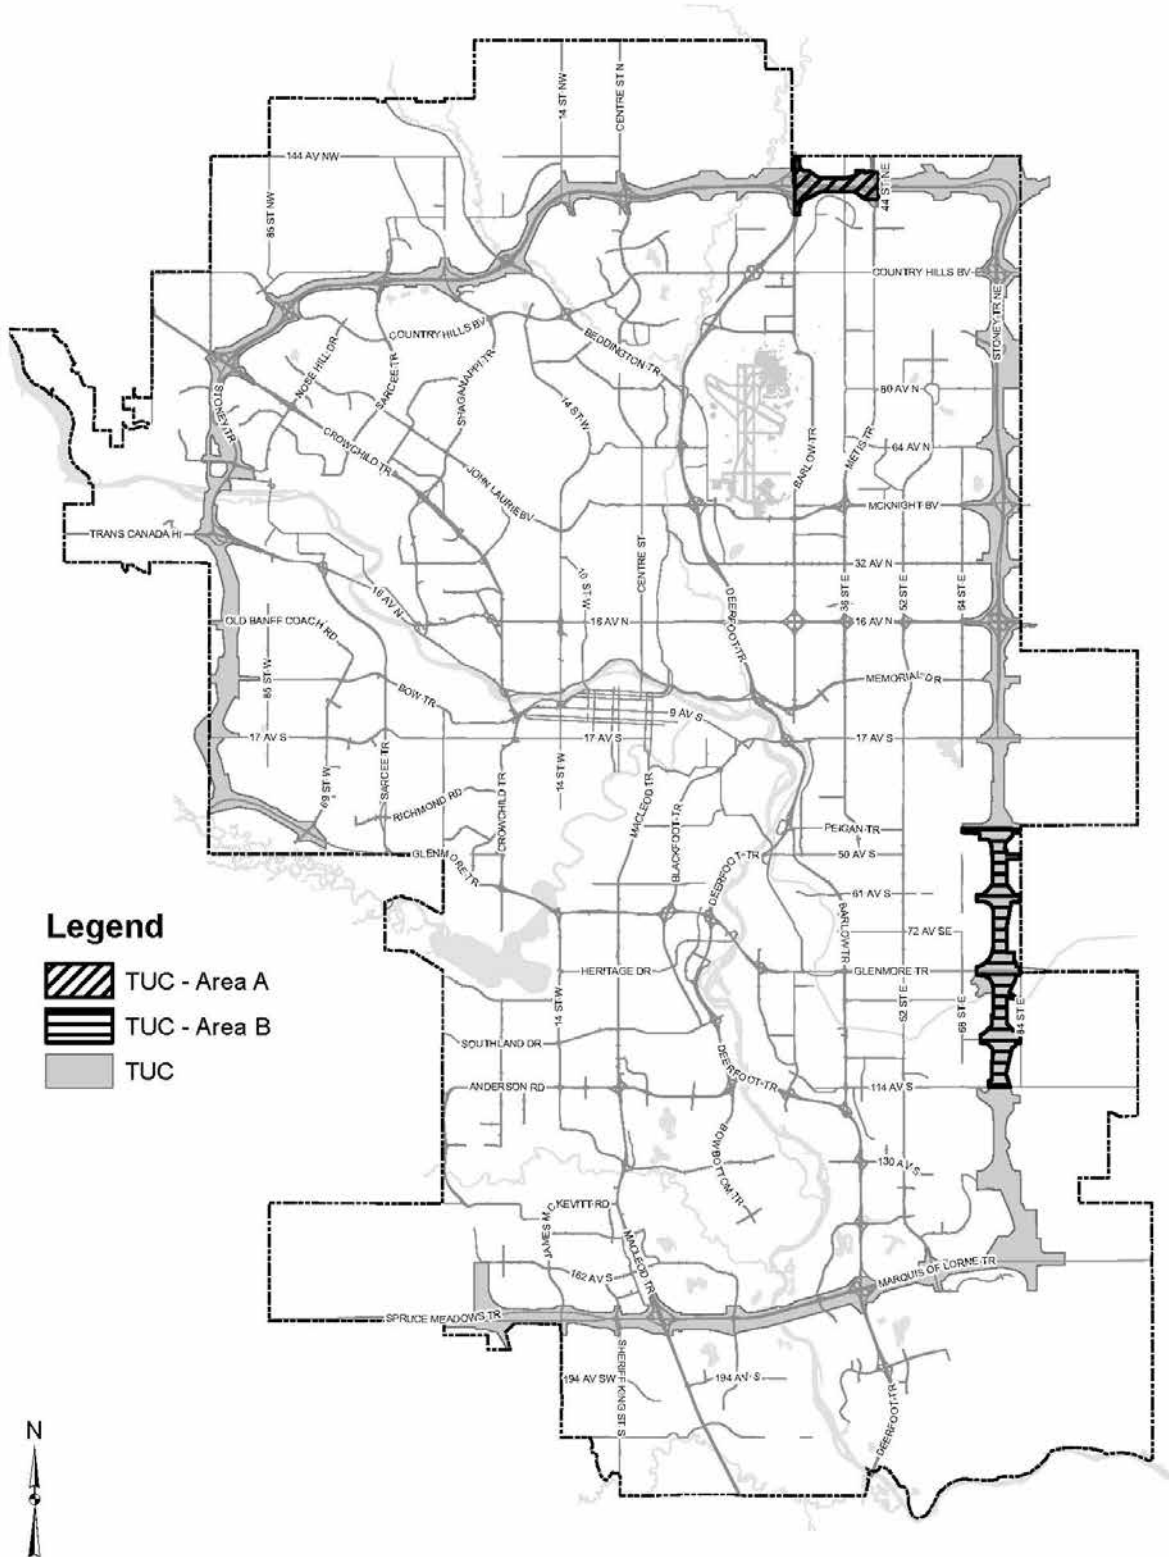 14 ST NW
CENTRE ST N
144 AV NW
85 ST NW
44 ST NE
COUNTRY HILLS BV
STONEY TR NE
COUNTRY HILLS BV
BEDDINGTON TR
NOSE HILL DR
SARCEE TR
SHAGANAPPI TR
STONEY TR
80 AV N
14 ST W
CROWCHILD TR
JOHN LAURIE BV
BARLOW TR
METIS TR
64 AV N
MCKNIGHT BV
TRANS CANADA HI
32 AV N
CENTRE ST
10 ST W
16 AV N
DEERFOOT TR
36 ST E
52 ST E
64 ST E
OLD BANFF COACH RD
16 AV N
16 AV N
85 ST W
BOW TR
MEMORIAL DR
9 AV S
17 AV S
17 AV S
17 AV S
69 ST W
SARCEE TR
RICHMOND RD
CROWCHILD TR
14 ST W
MACLEOD TR
BLACKFOOT TR
PEIGAN TR
GLENMORE TR
DEERFOOT TR
50 AV S
61 AV S
BARLOW TR
72 AV SE
HERITAGE DR
GLENMORE TR
14 ST W
52 ST E
68 ST E
84 ST E
SOUTHLAND DR
DEERFOOT TR
ANDERSON RD
114 AV S
BOW BOTTOM TR
130 AV S
JAMES MCKEVITT RD
MACLEOD TR
162 AV S
MARQUIS OF LORNE TR
SPRUCE MEADOWS TR
SHERIFF KING ST S
194 AV SW
194 AV S
DEERFOOT TR
Legend
TUC - Area A
TUC - Area B
TUC
N